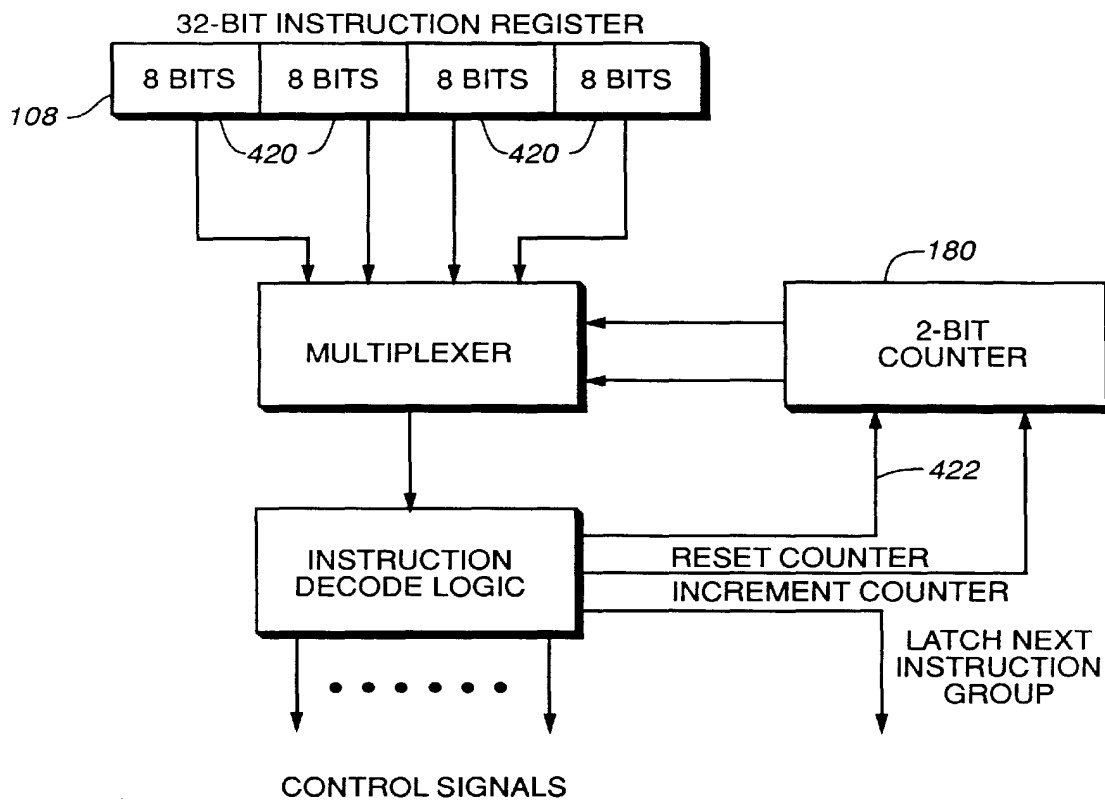 32-BIT INSTRUCTION REGISTER
8 BITS 8 BITS 8 BITS 8 BITS
108
420 420
180
MULTIPLEXER
2-BIT
COUNTER
422
INSTRUCTION
DECODE LOGIC
RESET COUNTER
INCREMENT COUNTER
LATCH NEXT
INSTRUCTION
GROUP
CONTROL SIGNALS